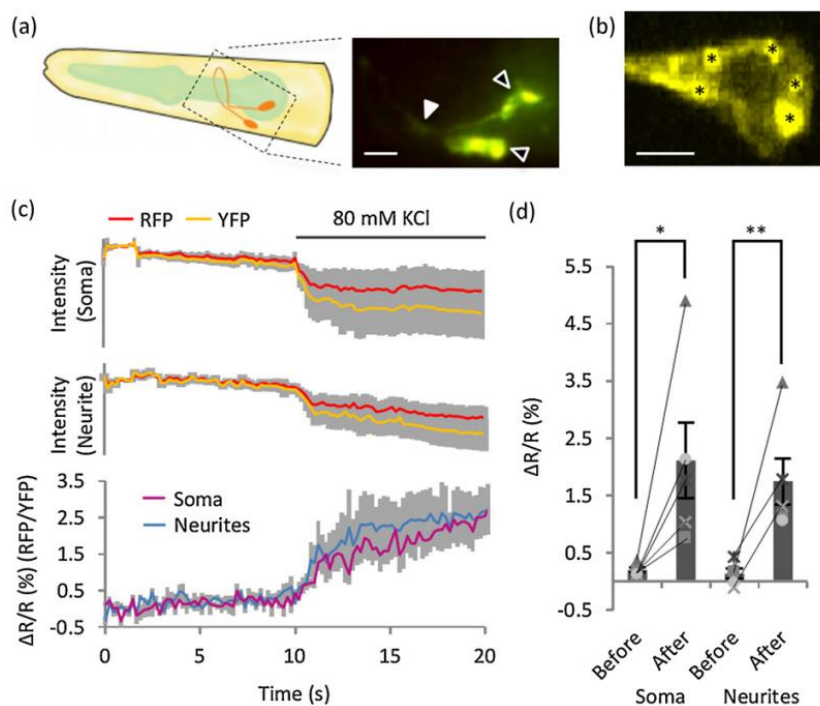 (a)
(b)
* * * * *
(c)
RFP YFP 80 mM KCl
Intensity
(Soma)
Intensity
(Neurite)
ΔR/R (%) (RFP/YFP)
3.5
2.5
1.5
0.5
-0.5
Soma
Neurites
0 5 10 15 20
Time (s)
(d)
* **
ΔR/R (%)
5.5
4.5
3.5
2.5
1.5
0.5
-0.5
Before After Before After
Soma Neurites